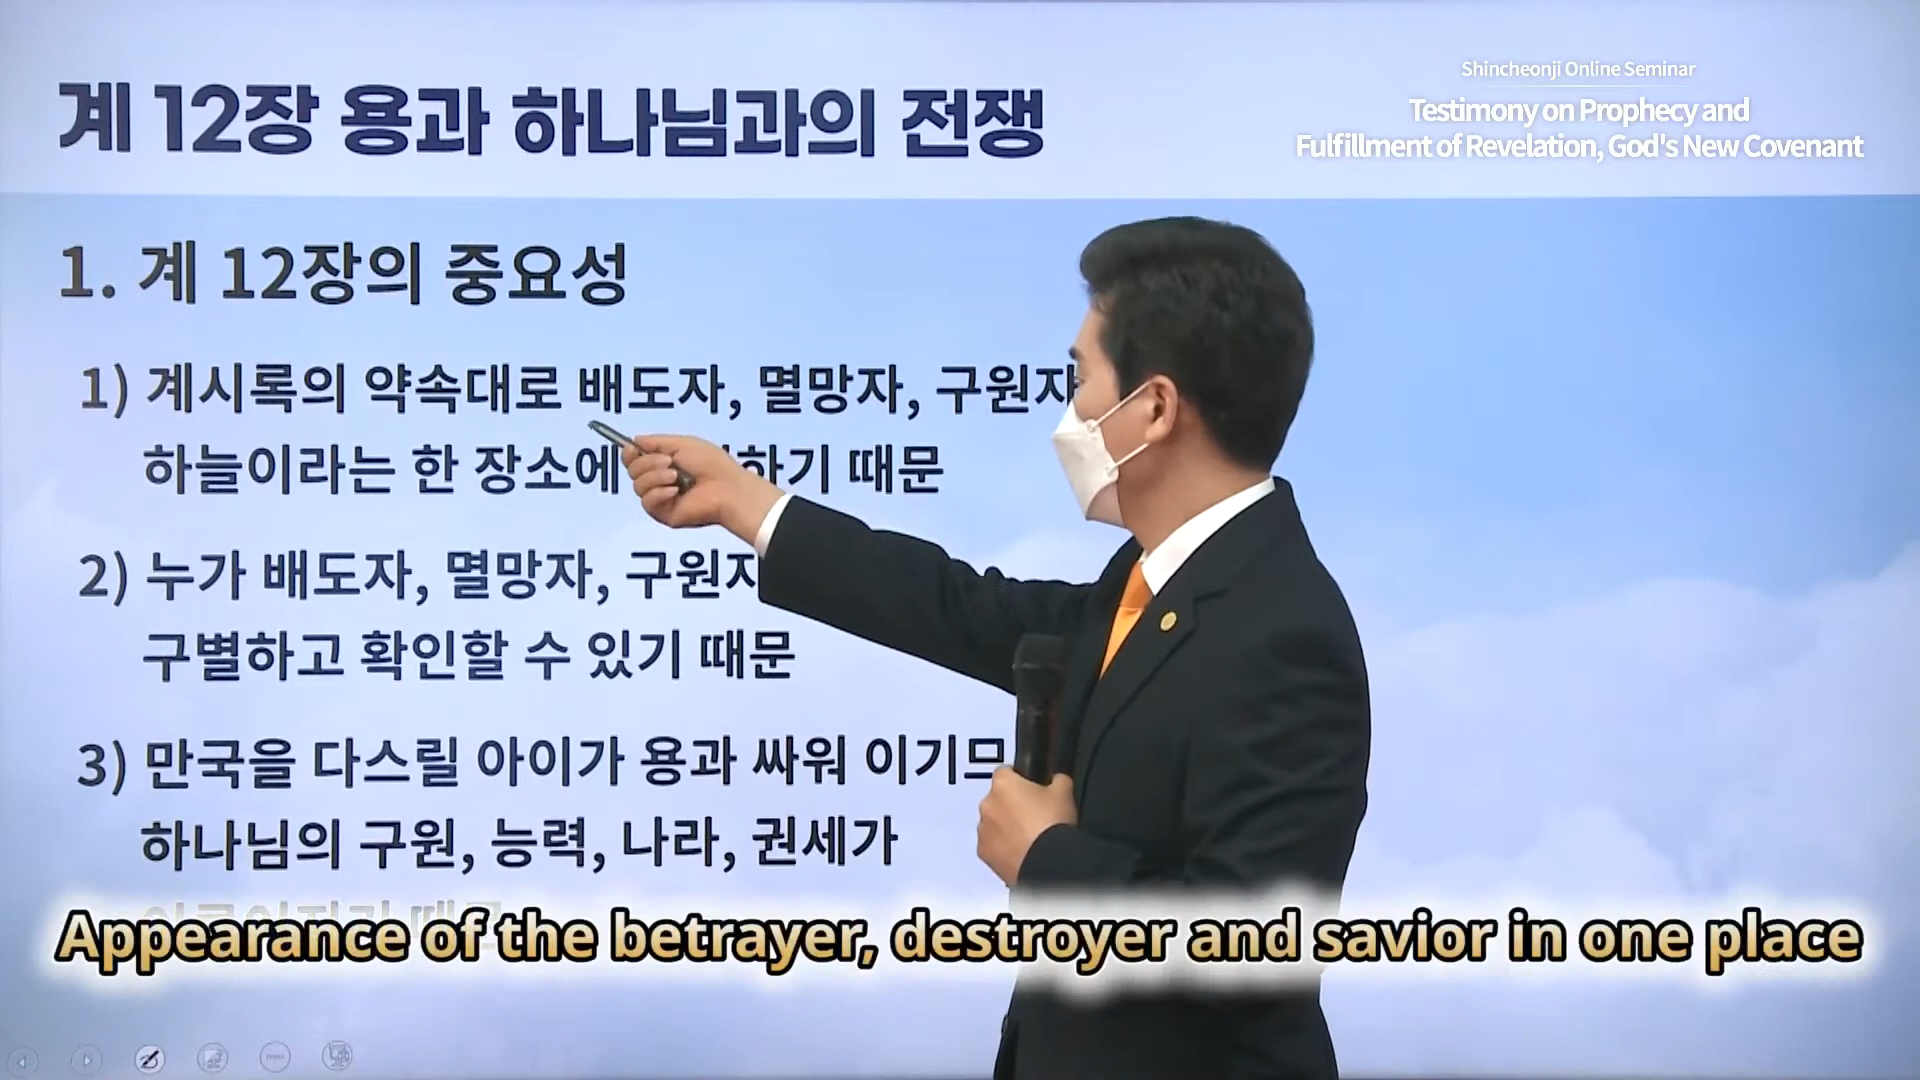 계 12장 용과 하나님과의 전쟁
Shincheonji Online Seminar
Testimony on Prophecy and
Fulfillment of Revelation, God's New Covenant
1. 계 12장의 중요성
1) 계시록의 약속대로 배도자, 멸망자, 구원자
하늘이라는 한 장소에 하기 때문
2) 누가 배도자, 멸망자, 구원자
구별하고 확인할 수 있기 때문
3) 만국을 다스릴 아이가 용과 싸워 이기므
하나님의 구원, 능력, 나라, 권세가
Appearance of the betrayer, destroyer and savior in one place